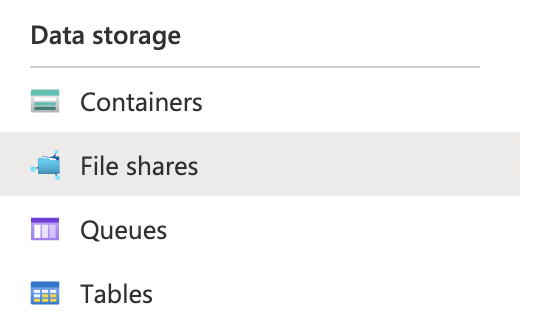 Data storage
Containers
File shares
Queues
Tables